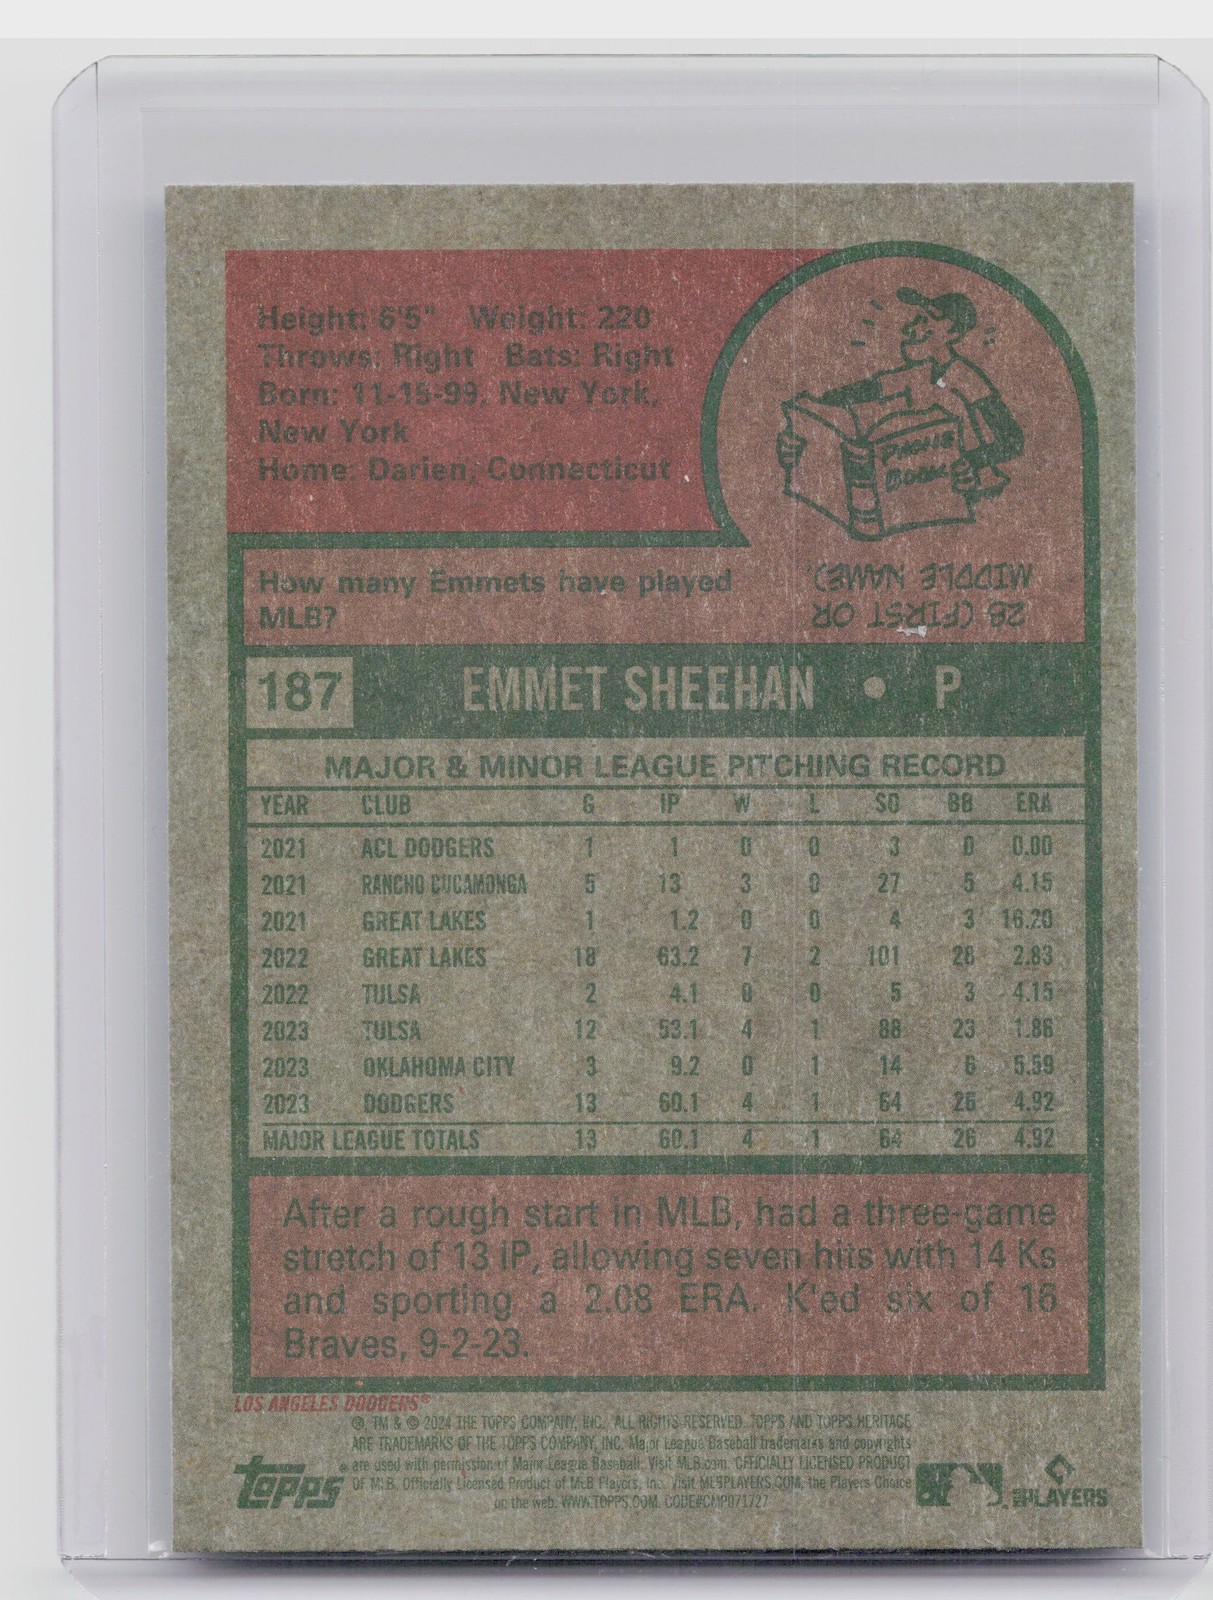 Height: 6'5" Weight: 220
Throws: Right Bats: Right
Born: 11-15-99, New York,
New York
Home: Darien, Connecticut
PHONE
BOOK
How many Emmets have played
MLB?
28 (FIRST OR
MIDDLE NAME).
187 EMMET SHEEHAN • P
MAJOR & MINOR LEAGUE PITCHING RECORD
YEAR CLUB G IP W L SO BB ERA
2021 ACL DODGERS 1 1 0 0 3 0 0.00
2021 RANCHO CUCAMONGA 5 13 3 0 27 5 4.15
2021 GREAT LAKES 1 1.2 0 0 4 3 16.20
2022 GREAT LAKES 18 63.2 7 2 101 28 2.83
2022 TULSA 2 4.1 0 0 5 3 4.15
2023 TULSA 12 53.1 4 1 88 23 1.86
2023 OKLAHOMA CITY 3 9.2 0 1 14 6 5.59
2023 DODGERS 13 60.1 4 1 64 26 4.92
MAJOR LEAGUE TOTALS 13 60.1 4 1 64 26 4.92
After a rough start in MLB, had a three-game
stretch of 13 IP, allowing seven hits with 14 Ks
and sporting a 2.08 ERA. K'ed six of 16
Braves, 9-2-23.
LOS ANGELES DODGERS®
®, TM & © 2024 THE TOPPS COMPANY, INC. ALL RIGHTS RESERVED. TOPPS AND TOPPS HERITAGE
ARE TRADEMARKS OF THE TOPPS COMPANY, INC. Major League Baseball trademarks and copyrights
are used with permission of Major League Baseball. Visit MLB.com. OFFICIALLY LICENSED PRODUCT
OF MLB. Officially Licensed Product of MLB Players, Inc. Visit MLBPLAYERS.COM, the Players Choice
on the web. WWW.TOPPS.COM. CODE#CMP071727
topps®
MLB PLAYERS